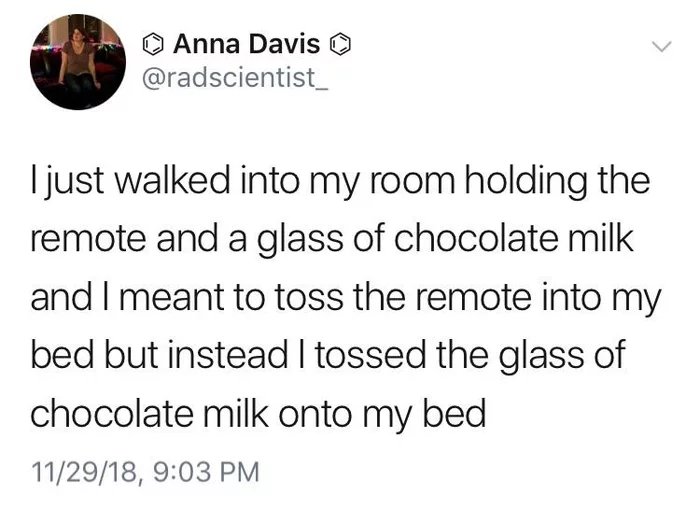 ⌬ Anna Davis ⌬
@radscientist_
I just walked into my room holding the
remote and a glass of chocolate milk
and I meant to toss the remote into my
bed but instead I tossed the glass of
chocolate milk onto my bed
11/29/18, 9:03 PM